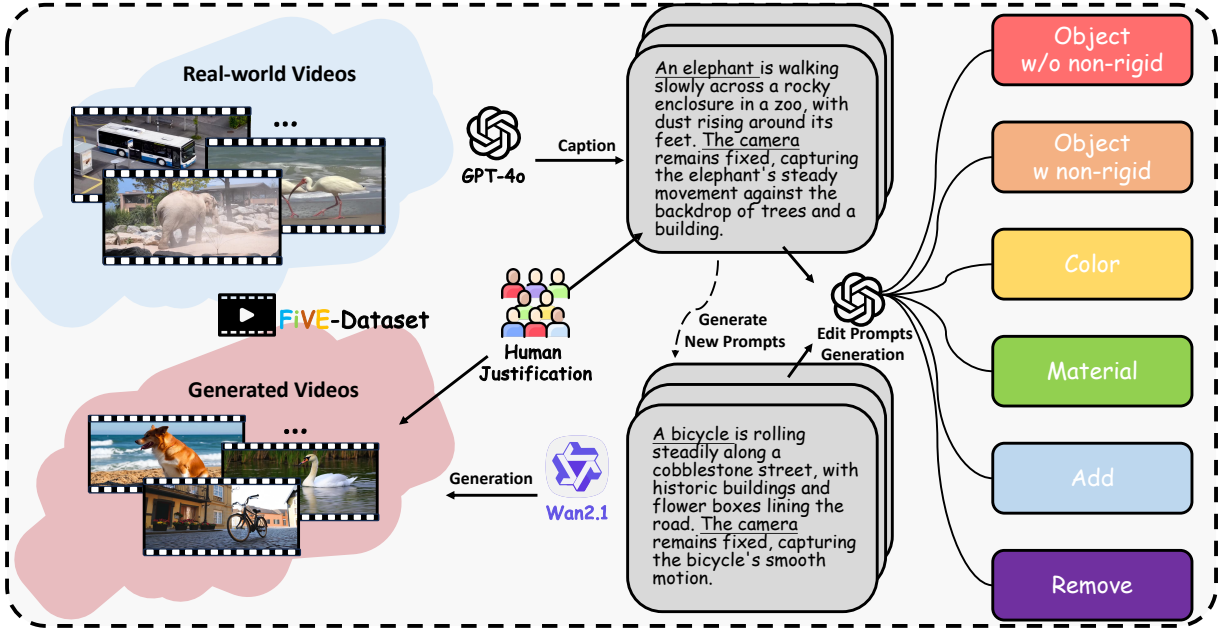 Real-world Videos
...
GPT-4o
Caption
An elephant is walking
slowly across a rocky
enclosure in a zoo, with
dust rising around its
feet. The camera
remains fixed, capturing
the elephant's steady
movement against the
backdrop of trees and a
building.
FiVE-Dataset
Human
Justification
Generate
New Prompts
Edit Prompts
Generation
Generated Videos
...
Generation
Wan2.1
A bicycle is rolling
steadily along a
cobblestone street, with
historic buildings and
flower boxes lining the
road. The camera
remains fixed, capturing
the bicycle's smooth
motion.
Object
w/o non-rigid
Object
w non-rigid
Color
Material
Add
Remove